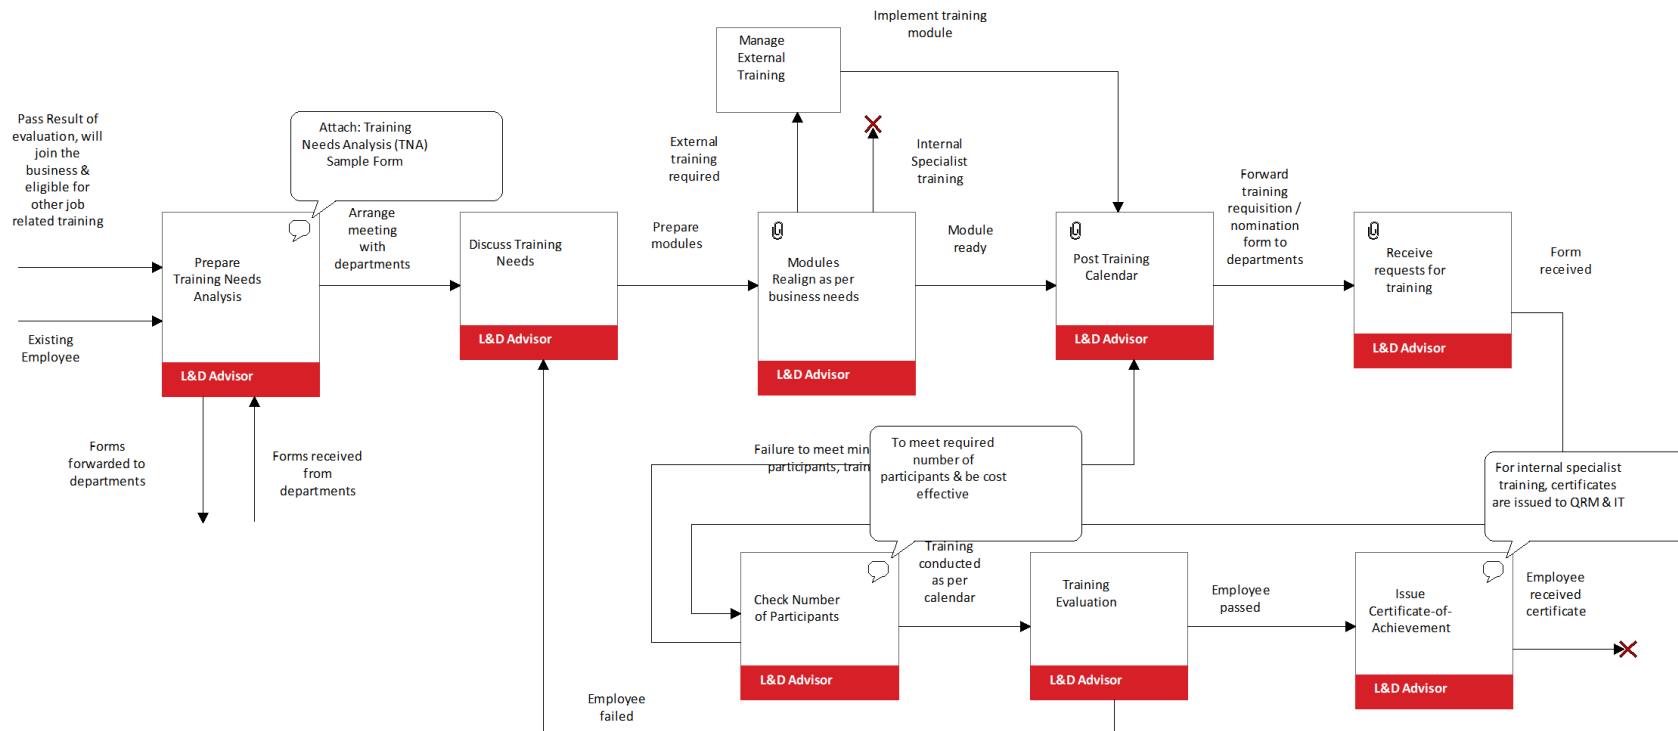 Implement training
module
Manage
External
Training
Pass Result of
evaluation, will
join the
business &
eligible for
other job
related training
Attach: Training
Needs Analysis (TNA)
Sample Form
External
training
required
Internal
Specialist
training
Forward
training
requisition /
nomination
form to
departments
Arrange
meeting
with
departments
Prepare
modules
Module
ready
Form
received
Prepare
Training Needs
Analysis
L&D Advisor
Discuss Training
Needs
L&D Advisor
Modules
Realign as per
business needs
L&D Advisor
Post Training
Calendar
L&D Advisor
Receive
requests for
training
L&D Advisor
Existing
Employee
Forms
forwarded to
departments
Forms received
from
departments
Failure to meet min
participants, train
To meet required
number of
participants & be cost
effective
For internal specialist
training, certificates
are issued to QRM & IT
Training
conducted
as per
calendar
Check Number
of Participants
L&D Advisor
Training
Evaluation
L&D Advisor
Employee
passed
Issue
Certificate-of-
Achievement
L&D Advisor
Employee
received
certificate
Employee
failed